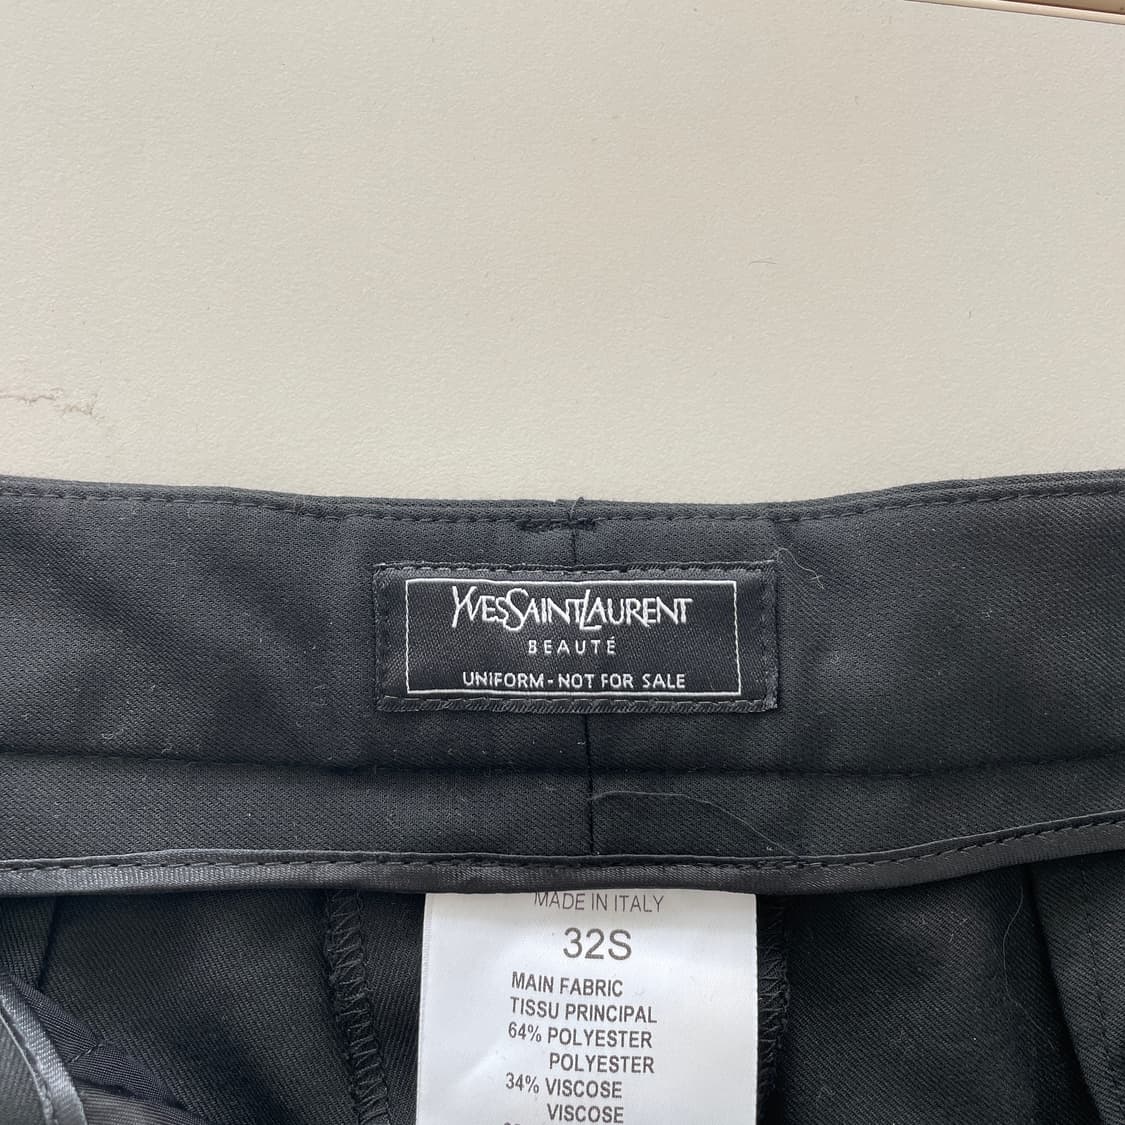 YVESSAINTLAURENT
BEAUTÉ
UNIFORM - NOT FOR SALE
MADE IN ITALY
32S
MAIN FABRIC
TISSU PRINCIPAL
64% POLYESTER
POLYESTER
34% VISCOSE
VISCOSE